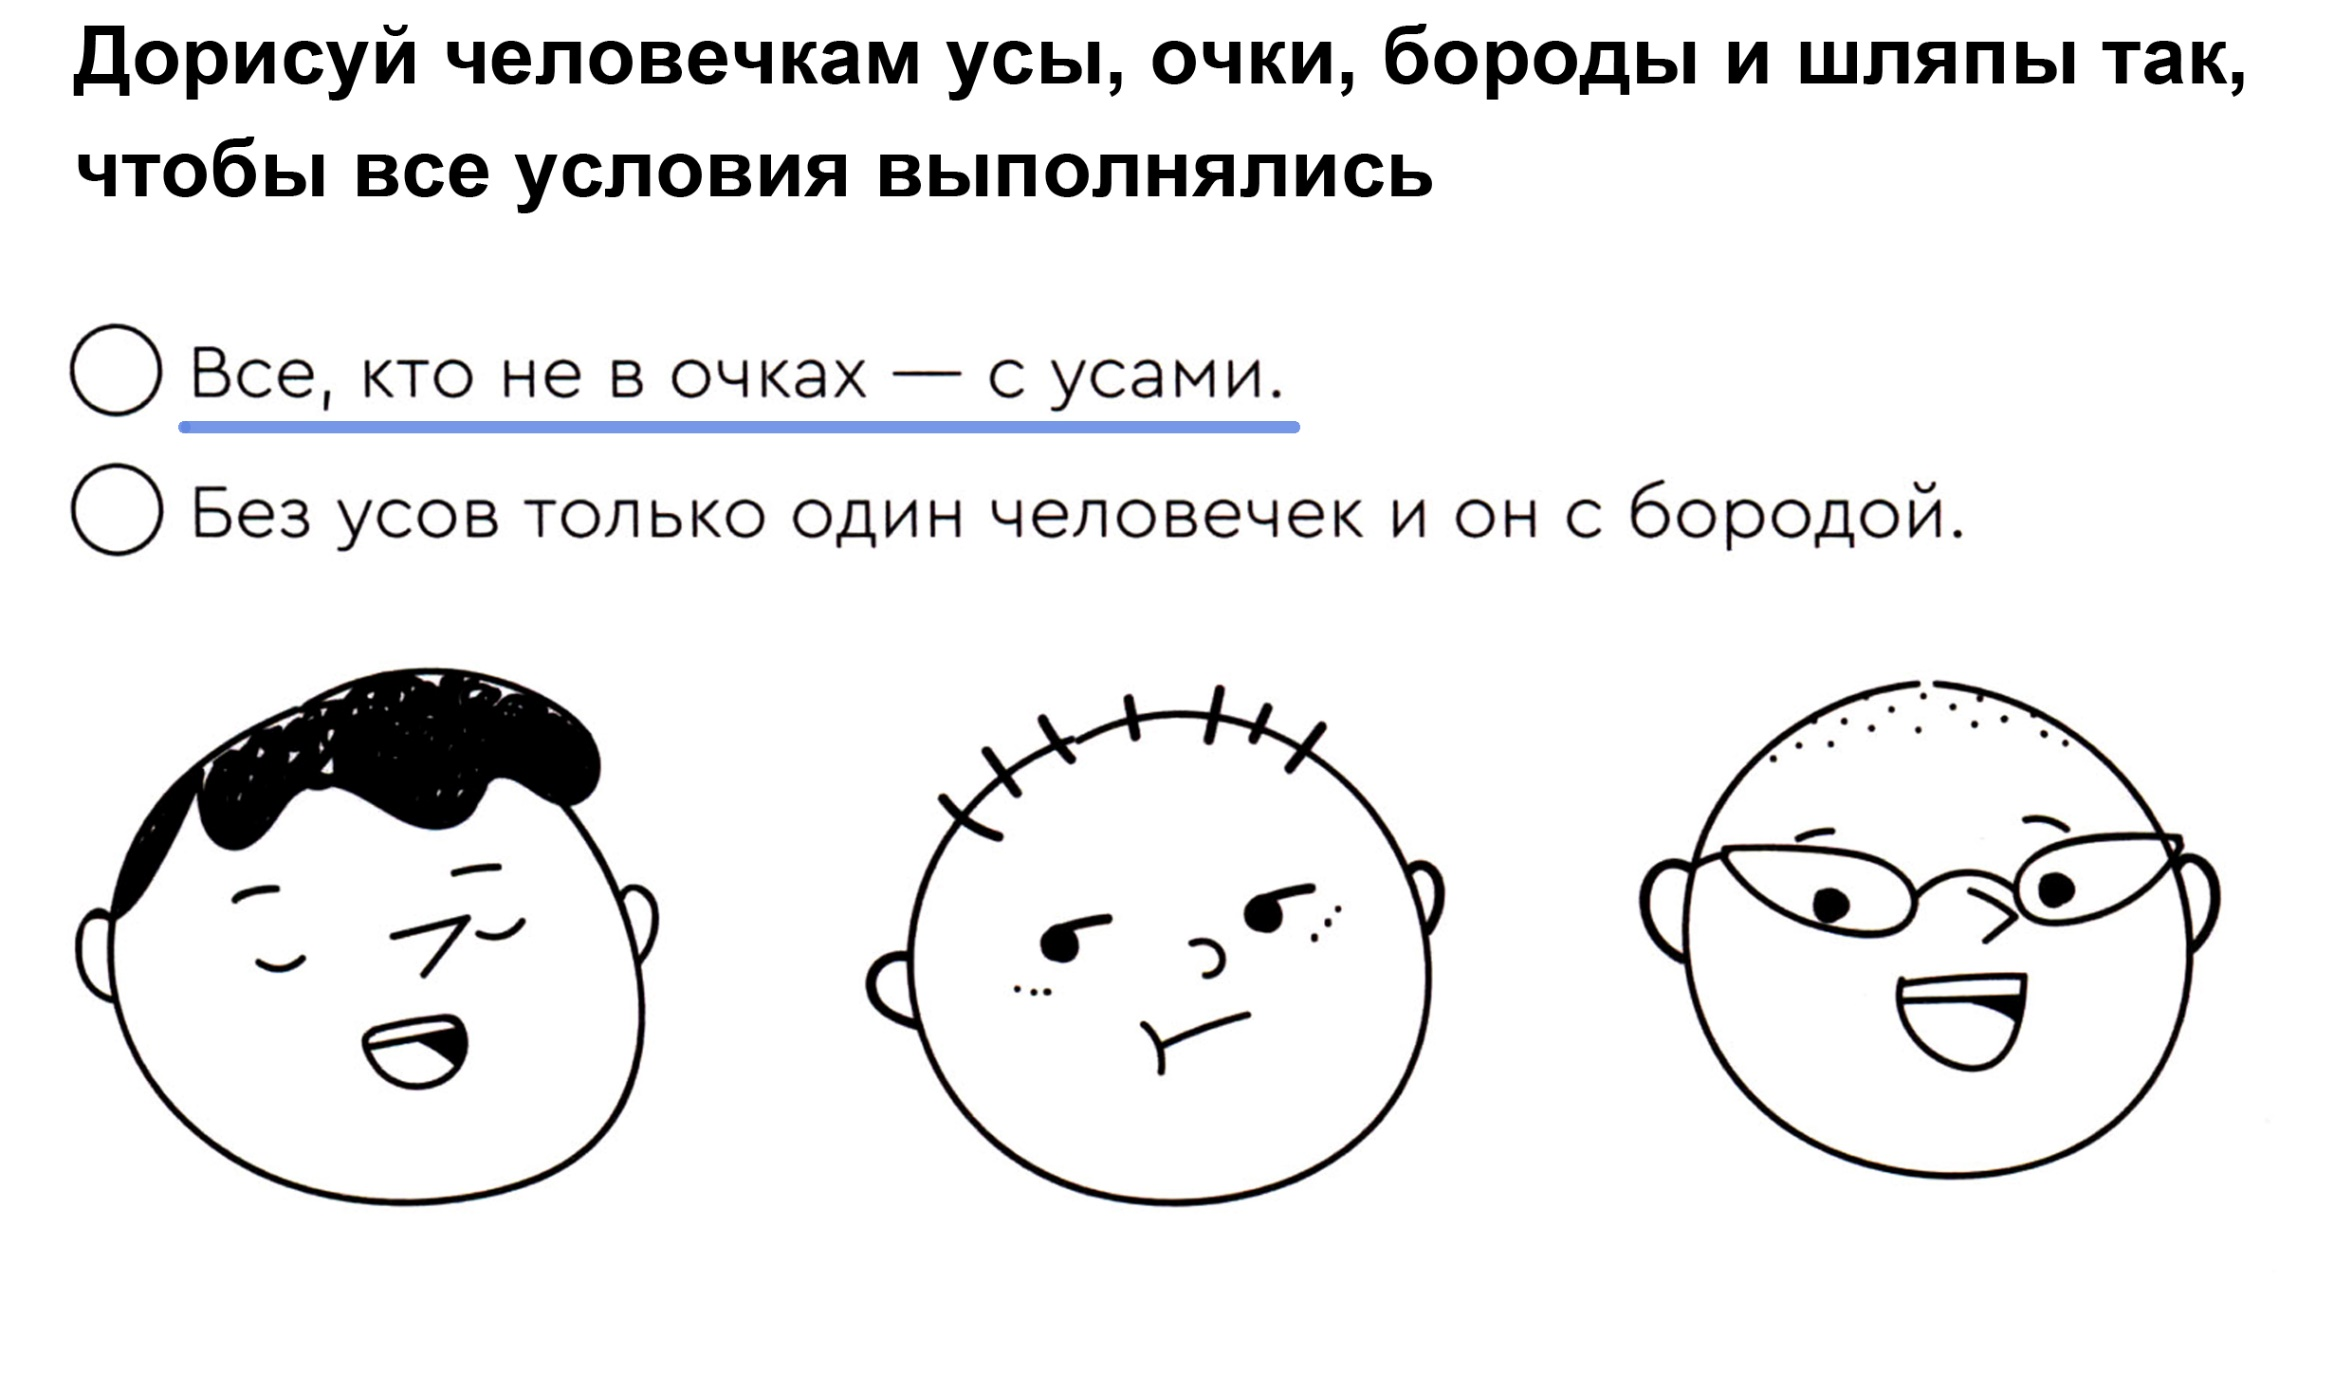 Дорисуй человечкам усы, очки, бороды и шляпы так,
чтобы все условия выполнялись
Все, кто не в очках — с усами.
Без усов только один человечек и он с бородой.